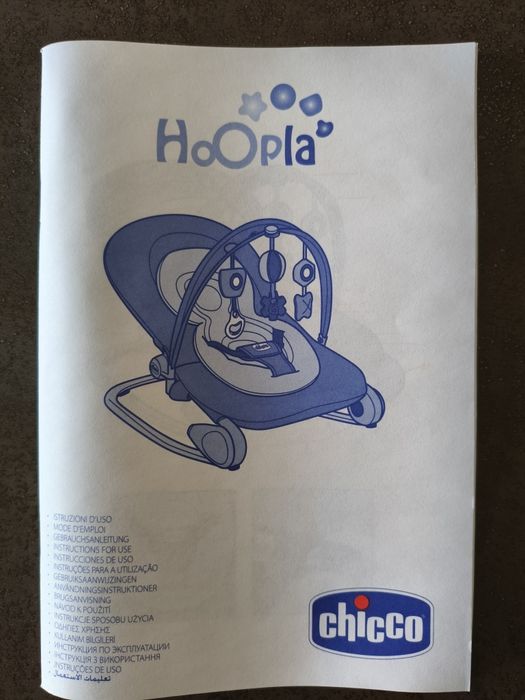 HoOpla
chicco
• ISTRUZIONI D'USO
• MODE D'EMPLOI
• GEBRAUCHSANLEITUNG
• INSTRUCTIONS FOR USE
• INSTRUCCIONES DE USO
• INSTRUÇÕES PARA A UTILIZAÇÃO
• GEBRUIKSAANWIJZINGEN
• ANVÄNDNINGSINSTRUKTIONER
• BRUGSANVISNING
• NÁVOD K POUŽITÍ
• INSTRUKCJE SPOSOBU UŻYCIA
• ΟΔΗΓΙΕΣ ΧΡΗΣΗΣ
• KULLANIM BILGILERI
• ИНСТРУКЦИЯ ПО ЭКСПЛУАТАЦИИ
• ІНСТРУКЦІЯ З ВИКОРИСТАННЯ
• INSTRUÇÕES DE USO
• تعليمات الاستعمال
chicco